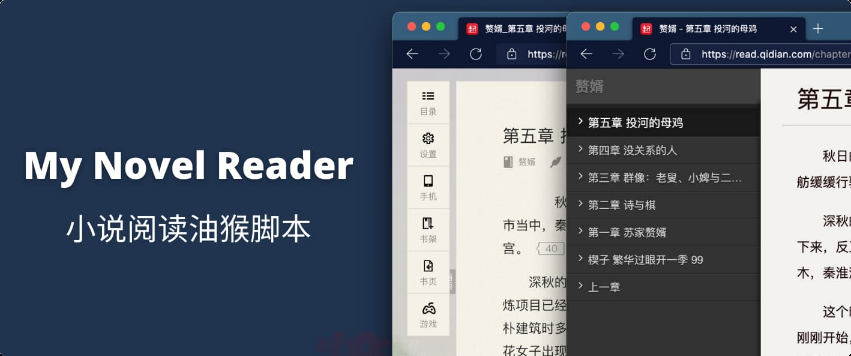 My Novel Reader
小说阅读油猴脚本
赘婿_第五章 投河的母
https://re
目录
设置
手机
书架
书页
游戏
第五章 投
赘婿
秋
市当中，秦
宫。 40
深秋的
炼项目已经
朴建筑时多
花女子出现
赘婿 - 第五章 投河的母鸡
https://read.qidian.com/chapter
赘婿
第五章 投河的母鸡
第四章 没关系的人
第三章 群像：老叟、小婢与二…
第二章 诗与棋
第一章 苏家赘婿
楔子 繁华过眼开一季 99
上一章
第五章
秋日的
舫缓缓行
深秋的
下来，反
木，秦淮
这个
刚刚开始，